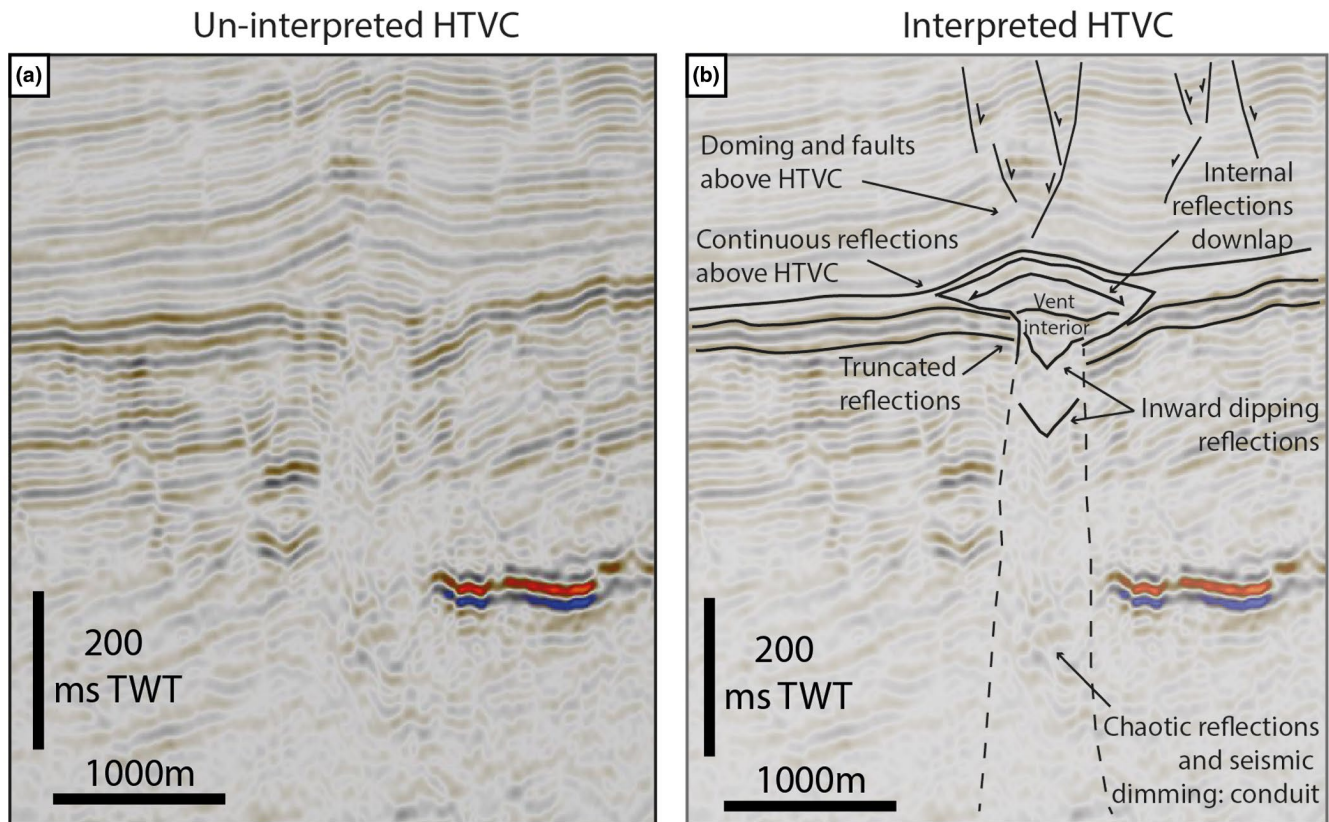 Un-interpreted HTVC
(a)
200
ms TWT
1000m
Interpreted HTVC
(b)
Doming and faults
above HTVC
Internal
reflections
downlap
Continuous reflections
above HTVC
Vent
interior
Truncated
reflections
Inward dipping
reflections
200
ms TWT
Chaotic reflections
and seismic
dimming: conduit
1000m